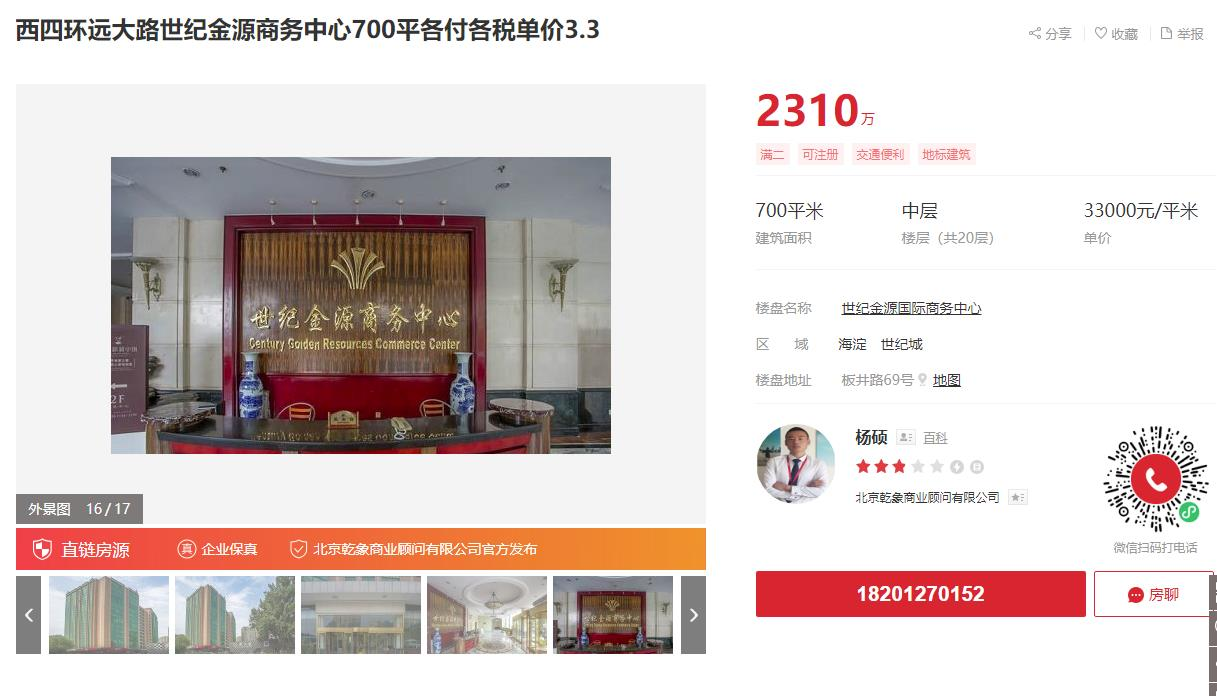 西四环远大路世纪金源商务中心700平各付各税单价3.3
分享
收藏
举报
世纪金源商务中心
Century Golden Resources Commerce Center
2F
外景图 16 / 17
直链房源
真 企业保真
北京乾象商业顾问有限公司官方发布
2310万
满二 可注册 交通便利 地标建筑
700平米 中层 33000元/平米
建筑面积 楼层（共20层） 单价
楼盘名称 世纪金源国际商务中心
区 域 海淀 世纪城
楼盘地址 板井路69号 地图
杨硕 百科
北京乾象商业顾问有限公司
微信扫码打电话
18201270152
房聊